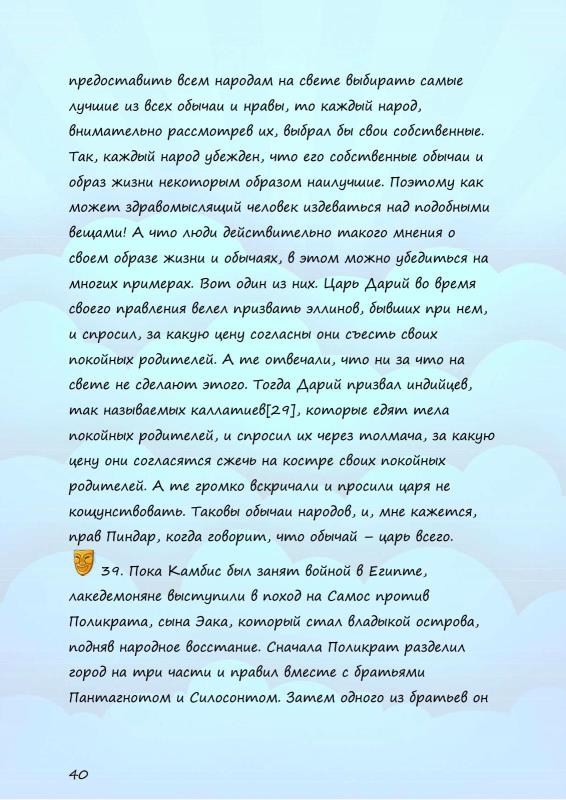 предоставить всем народам на свете выбирать самые
лучшие из всех обычаи и нравы, то каждый народ,
внимательно рассмотрев их, выбрал бы свои собственные.
Так, каждый народ убежден, что его собственные обычаи и
образ жизни некоторым образом наилучшие. Поэтому как
может здравомыслящий человек издеваться над подобными
вещами! А что люди действительно такого мнения о
своем образе жизни и обычаях, в этом можно убедиться на
многих примерах. Вот один из них. Царь Дарий во время
своего правления велел призвать эллинов, бывших при нем,
и спросил, за какую цену согласны они съесть своих
покойных родителей. А те отвечали, что ни за что на
свете не сделают этого. Тогда Дарий призвал индийцев,
так называемых каллатиев[29], которые едят тела
покойных родителей, и спросил их через толмача, за какую
цену они согласятся сжечь на костре своих покойных
родителей. А те громко вскричали и просили царя не
кощунствовать. Таковы обычаи народов, и, мне кажется,
прав Пиндар, когда говорит, что обычай – царь всего.
39. Пока Камбис был занят войной в Египте,
лакедемоняне выступили в поход на Самос против
Поликрата, сына Эака, который стал владыкой острова,
подняв народное восстание. Сначала Поликрат разделил
город на три части и правил вместе с братьями
Пантагнотом и Силосонтом. Затем одного из братьев он
40